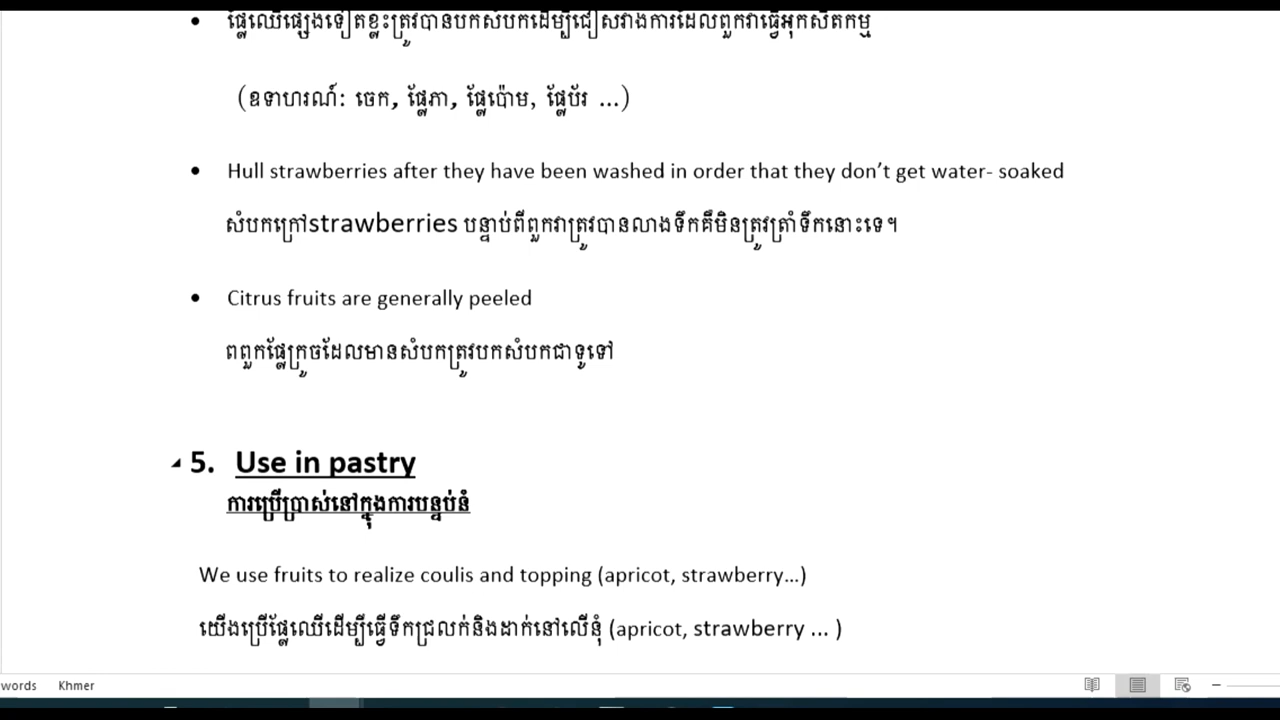 • ផ្លែឈើផ្សេងទៀតខ្លះត្រូវបានបកសំបកដើម្បីជៀសវាងការដែលពួកវាធ្វើអុកស៊ីតកម្ម
(ឧទាហរណ៍: ចេក, ផ្លែភា, ផ្លែប៉ោម, ផ្លែប័រ ...)
• Hull strawberries after they have been washed in order that they don’t get water- soaked
សំបកក្រៅstrawberries បន្ទាប់ពីពួកវាត្រូវបានលាងទឹកគឺមិនត្រូវត្រាំទឹកនោះទេ។
• Citrus fruits are generally peeled
ពពួកផ្លែក្រូចដែលមានសំបកត្រូវបកសំបកជាទូទៅ
5. Use in pastry
ការប្រើប្រាស់នៅក្នុងការបន្ទប់នំ
We use fruits to realize coulis and topping (apricot, strawberry…)
យើងប្រើផ្លែឈើដើម្បីធ្វើទឹកជ្រលក់និងដាក់នៅលើនុំ (apricot, strawberry ... )
words Khmer